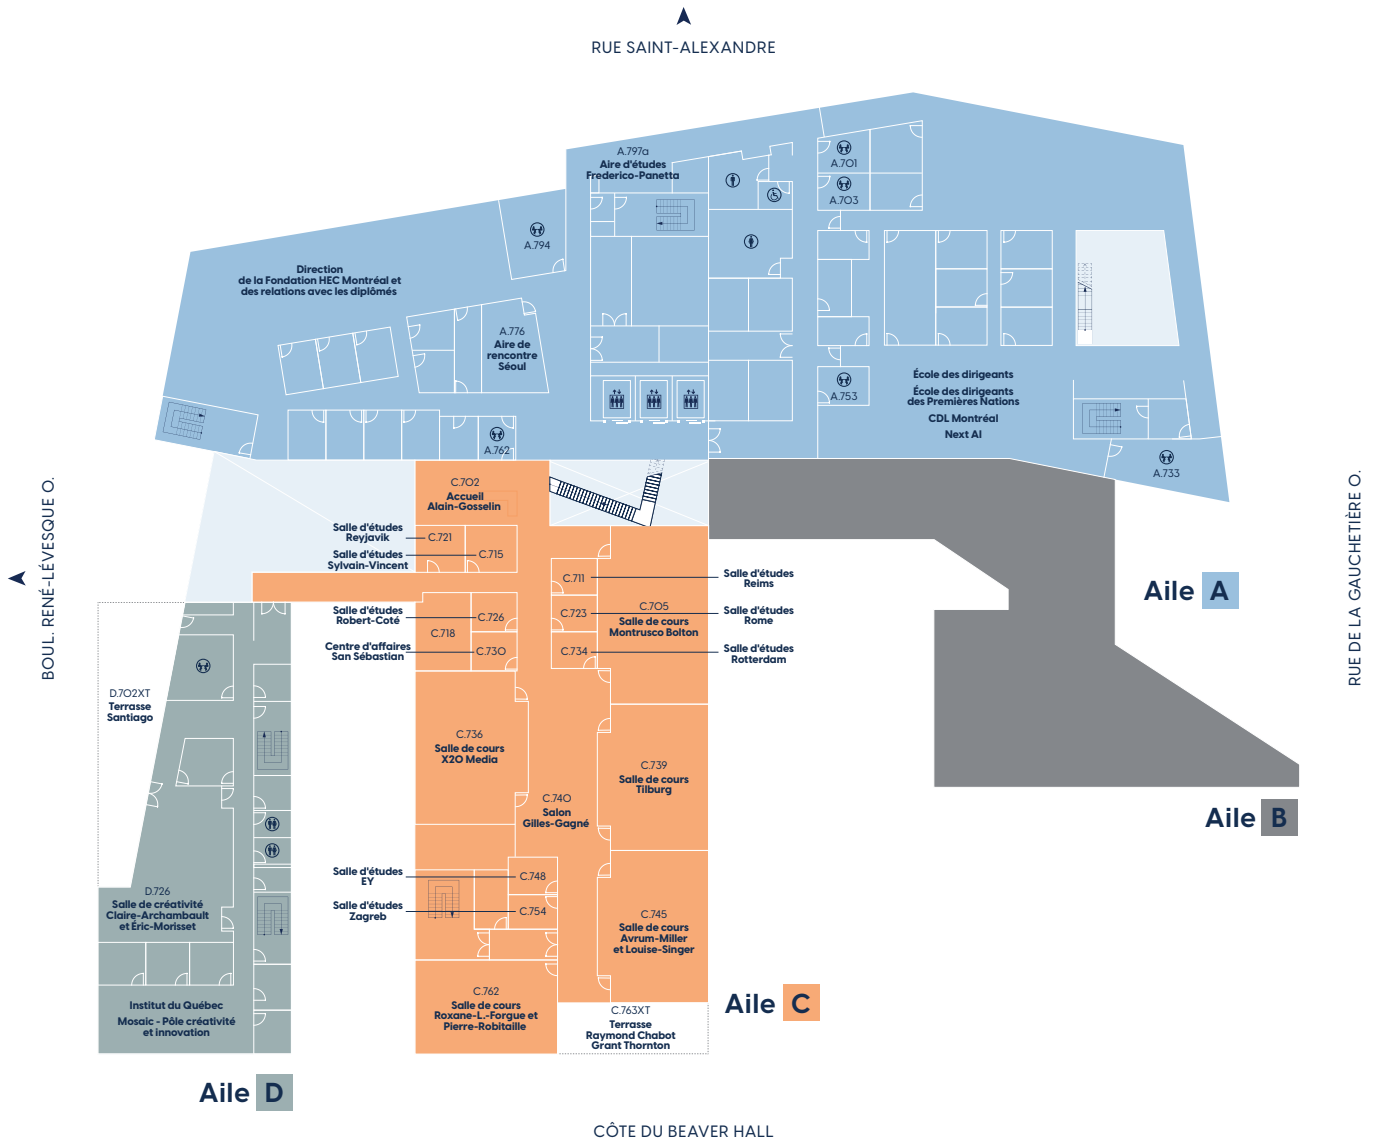 RUE SAINT-ALEXANDRE
A.797a
Aire d'études
Frederico-Panetta
A.701
A.703
A.794
Direction
de la Fondation HEC Montréal et
des relations avec les diplômés
A.776
Aire de
rencontre
Séoul
A.753
École des dirigeants
École des dirigeants
des Premières Nations
CDL Montréal
Next AI
A.762
A.733
BOUL. RENÉ-LÉVESQUE O.
RUE DE LA GAUCHETIÈRE O.
C.702
Accueil
Alain-Gosselin
Salle d'études
Reyjavik
C.721
Salle d'études
Sylvain-Vincent
C.715
C.711
Salle d'études
Reims
Salle d'études
Robert-Coté
C.726
C.718
C.723
C.705
Salle de cours
Montrusco Bolton
Salle d'études
Rome
Centre d'affaires
San Sébastian
C.730
C.734
Salle d'études
Rotterdam
Aile A
D.702XT
Terrasse
Santiago
C.736
Salle de cours
X2O Media
C.739
Salle de cours
Tilburg
C.740
Salon
Gilles-Gagné
Aile B
Salle d'études
EY
C.748
Salle d'études
Zagreb
C.754
D.726
Salle de créativité
Claire-Archambault
et Éric-Morisset
C.745
Salle de cours
Avrum-Miller
et Louise-Singer
Institut du Québec
Mosaic - Pôle créativité
et innovation
C.762
Salle de cours
Roxane-L.-Forgue et
Pierre-Robitaille
C.763XT
Terrasse
Raymond Chabot
Grant Thornton
Aile C
Aile D
CÔTE DU BEAVER HALL